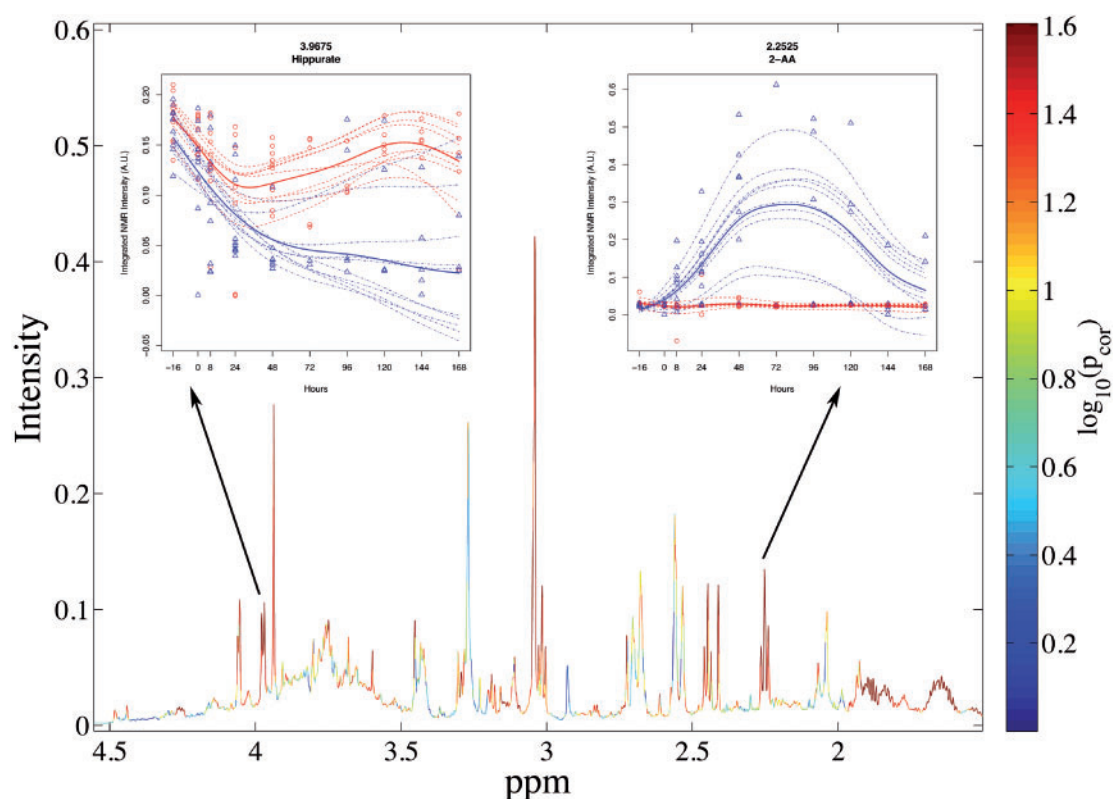 3.9675
Hippurate
Integrated NMR Intensity (A.U.)
0.20
0.15
0.10
0.05
0.00
−0.05
−16 0 8 24 48 72 96 120 144 168
Hours
2.2525
2−AA
Integrated NMR Intensity (A.U.)
0.6
0.5
0.4
0.3
0.2
0.1
0.0
−16 0 8 24 48 72 96 120 144 168
Hours
Intensity
0.6
0.5
0.4
0.3
0.2
0.1
0
4.5 4 3.5 3 2.5 2
ppm
1.6
1.4
1.2
1
0.8
0.6
0.4
0.2
log10(pcor)